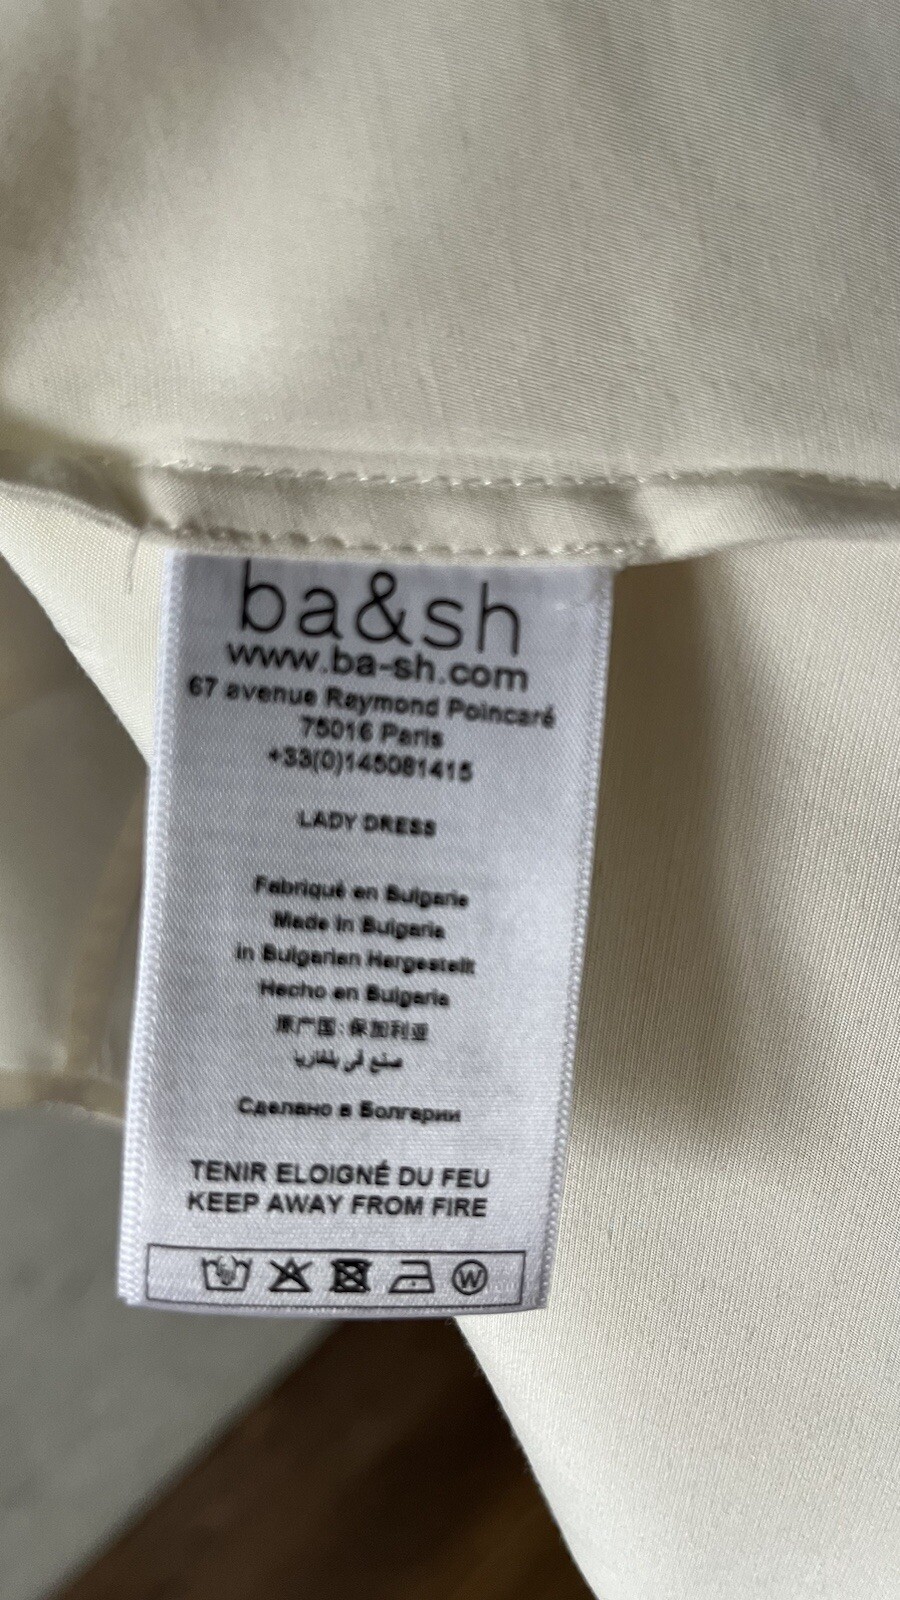 ba&sh
www.ba-sh.com
67 avenue Raymond Poincaré
75016 Paris
+33(0)145081415
LADY DRESS
Fabriqué en Bulgarie
Made in Bulgaria
in Bulgarien Hergestellt
Hecho en Bulgaria
原产国:保加利亚
صنع في بلغاريا
Сделано в Болгарии
TENIR ELOIGNÉ DU FEU
KEEP AWAY FROM FIRE
W